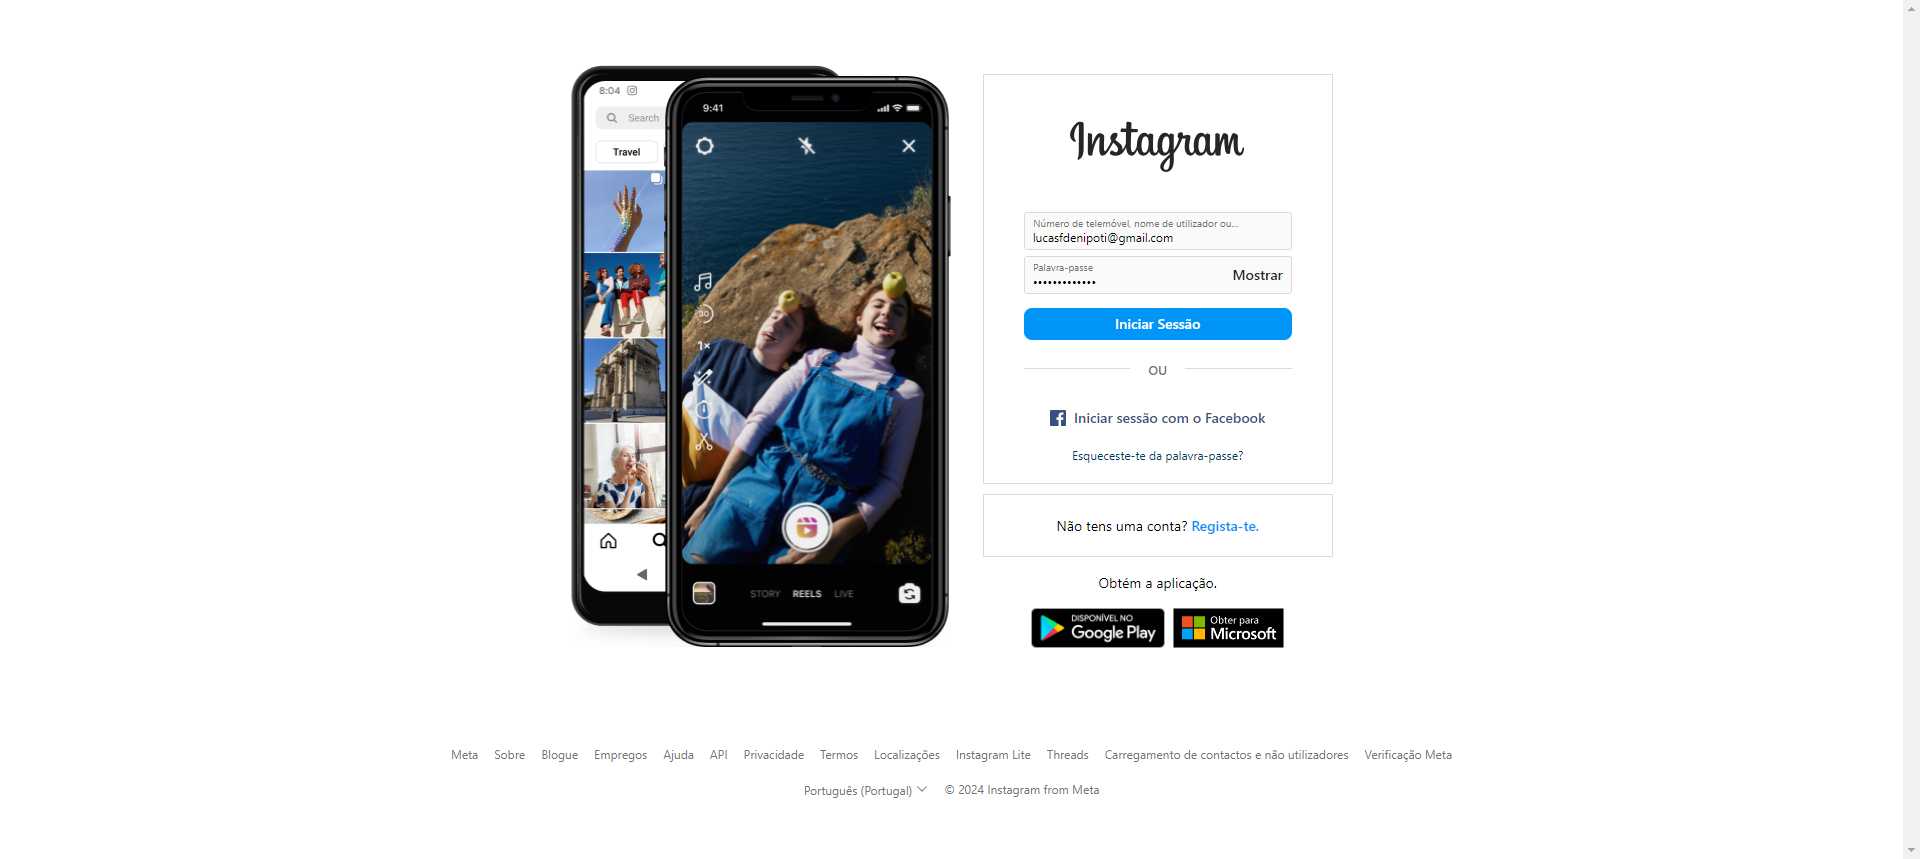 8:04
Search
Travel
9:41
30
1×
STORY REELS LIVE
Instagram
Número de telemóvel, nome de utilizador ou...
lucasfdenipoti@gmail.com
Palavra-passe
•••••••••••••
Mostrar
Iniciar Sessão
OU
Iniciar sessão com o Facebook
Esqueceste-te da palavra-passe?
Não tens uma conta? Regista-te.
Obtém a aplicação.
DISPONÍVEL NO
Google Play
Obter para
Microsoft
Meta Sobre Blogue Empregos Ajuda API Privacidade Termos Localizações Instagram Lite Threads Carregamento de contactos e não utilizadores Verificação Meta
Português (Portugal) © 2024 Instagram from Meta